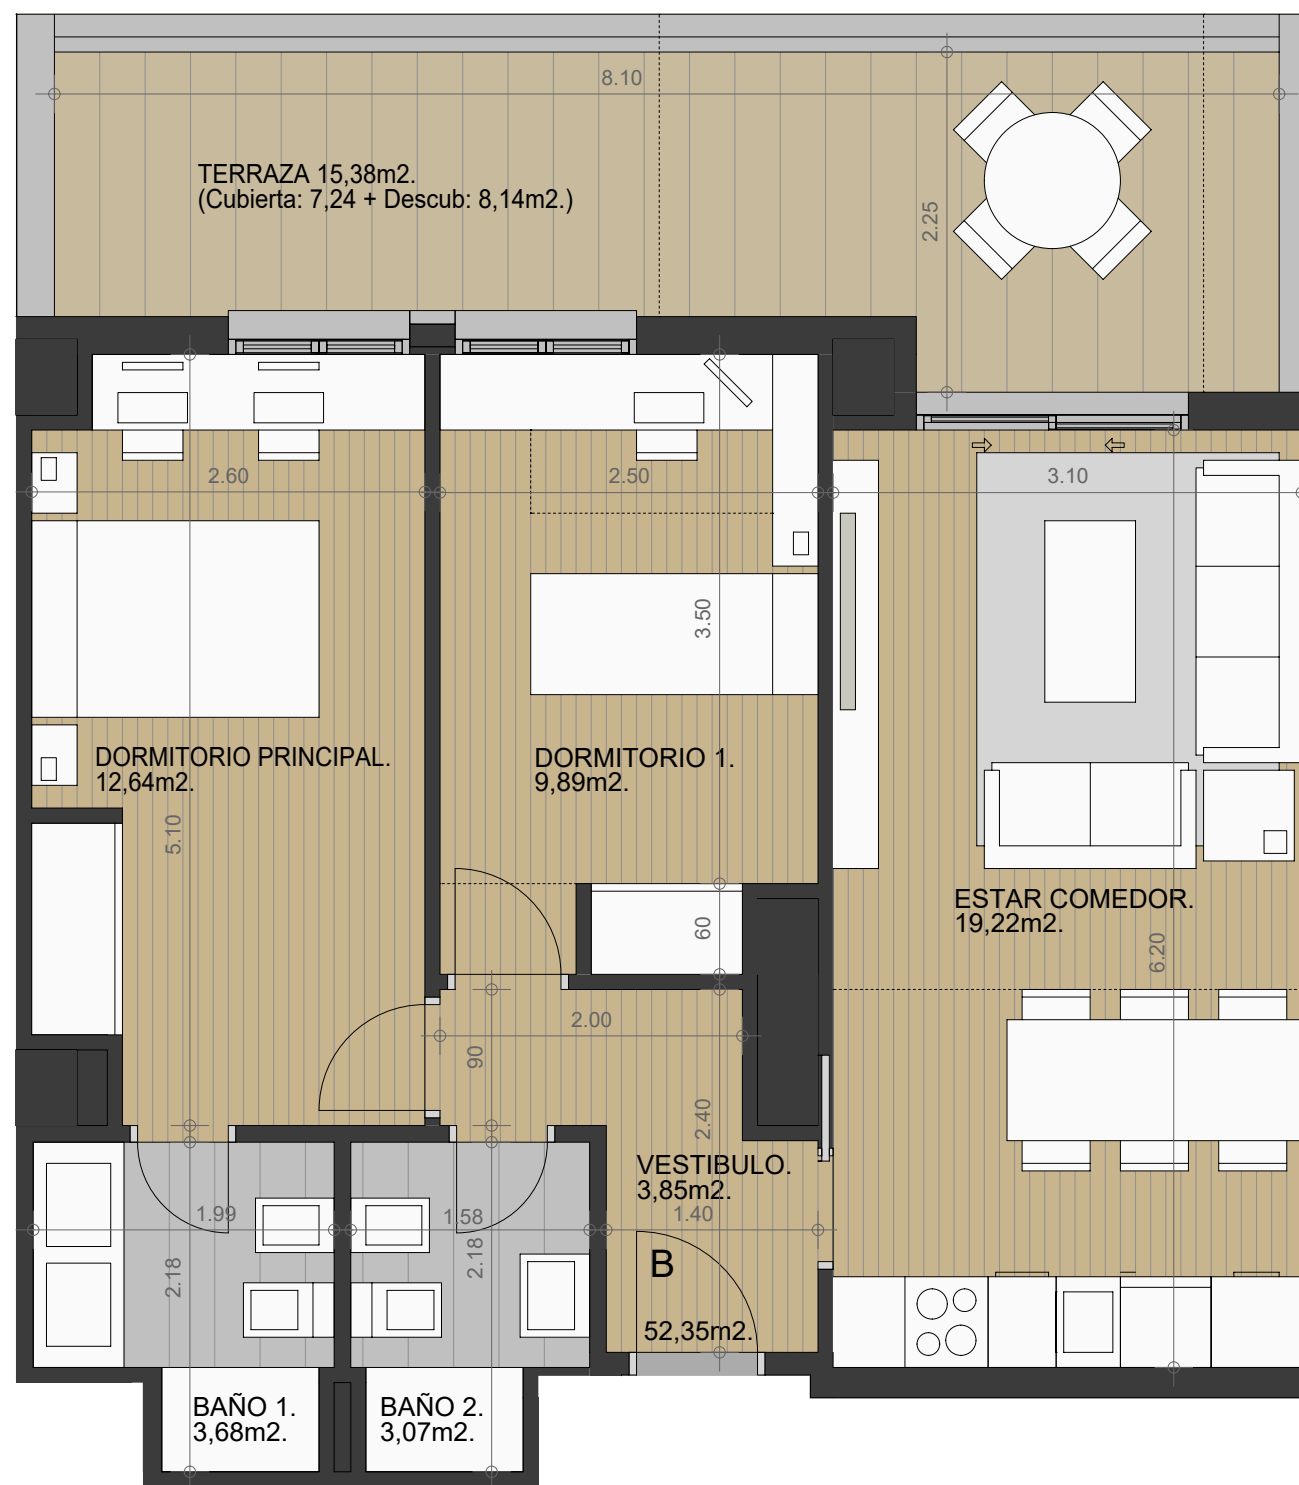 8.10
TERRAZA 15,38m2.
(Cubierta: 7,24 + Descub: 8,14m2.)
2.25
2.60
2.50
3.10
3.50
DORMITORIO PRINCIPAL.
12,64m2.
DORMITORIO 1.
9,89m2.
5.10
ESTAR COMEDOR.
19,22m2.
60
6.20
2.00
90
2.40
VESTIBULO.
3,85m2.
1.99
1.58
1.40
2.18
2.18
B
52,35m2.
BAÑO 1.
3,68m2.
BAÑO 2.
3,07m2.